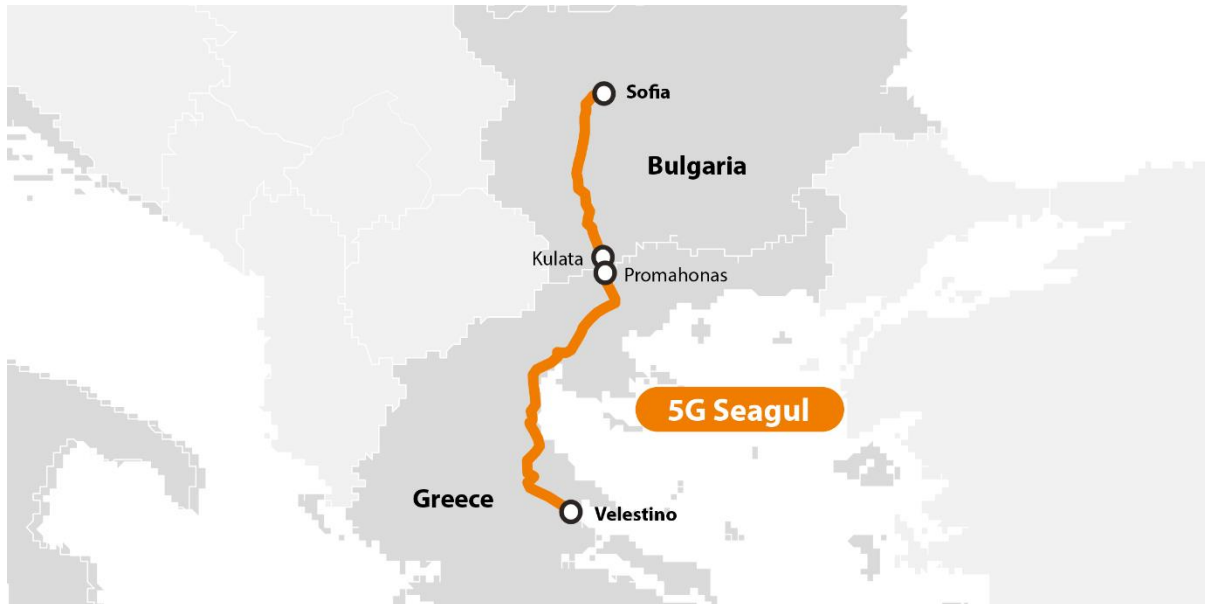 Sofia
Bulgaria
Kulata
Promahonas
5G Seagul
Greece
Velestino